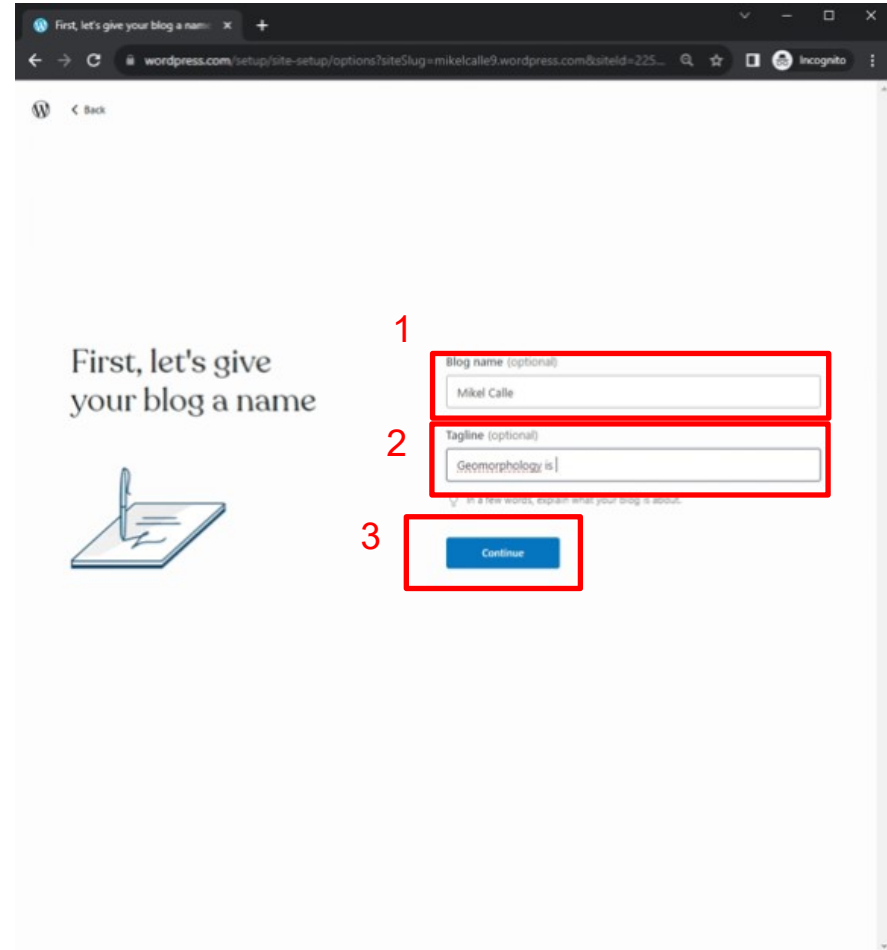 First, let's give your blog a nam
wordpress.com/setup/site-setup/options?siteSlug=mikelcalle9.wordpress.com&siteId=225...
Incognito
Back
1
First, let's give
your blog a name
Blog name (optional)
Mikel Calle
2
Tagline (optional)
Geomorphology is
In a few words, explain what your blog is about.
3
Continue